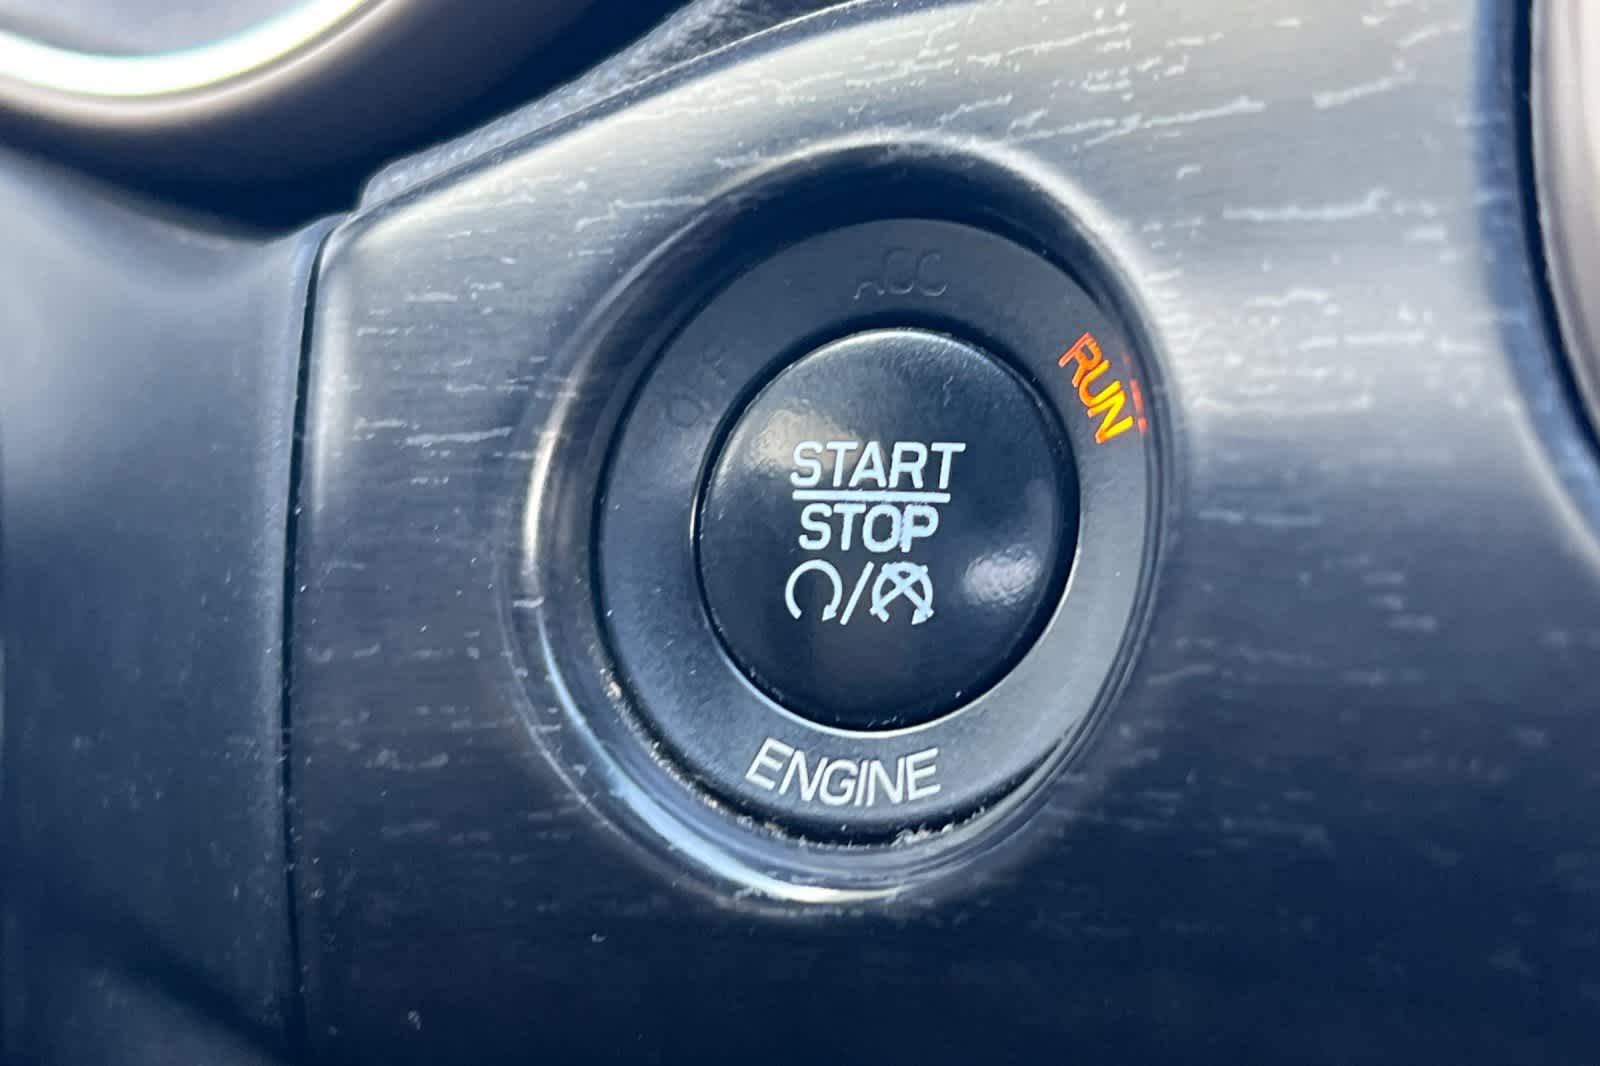 ACC
OFF
RUN
START
STOP
ENGINE